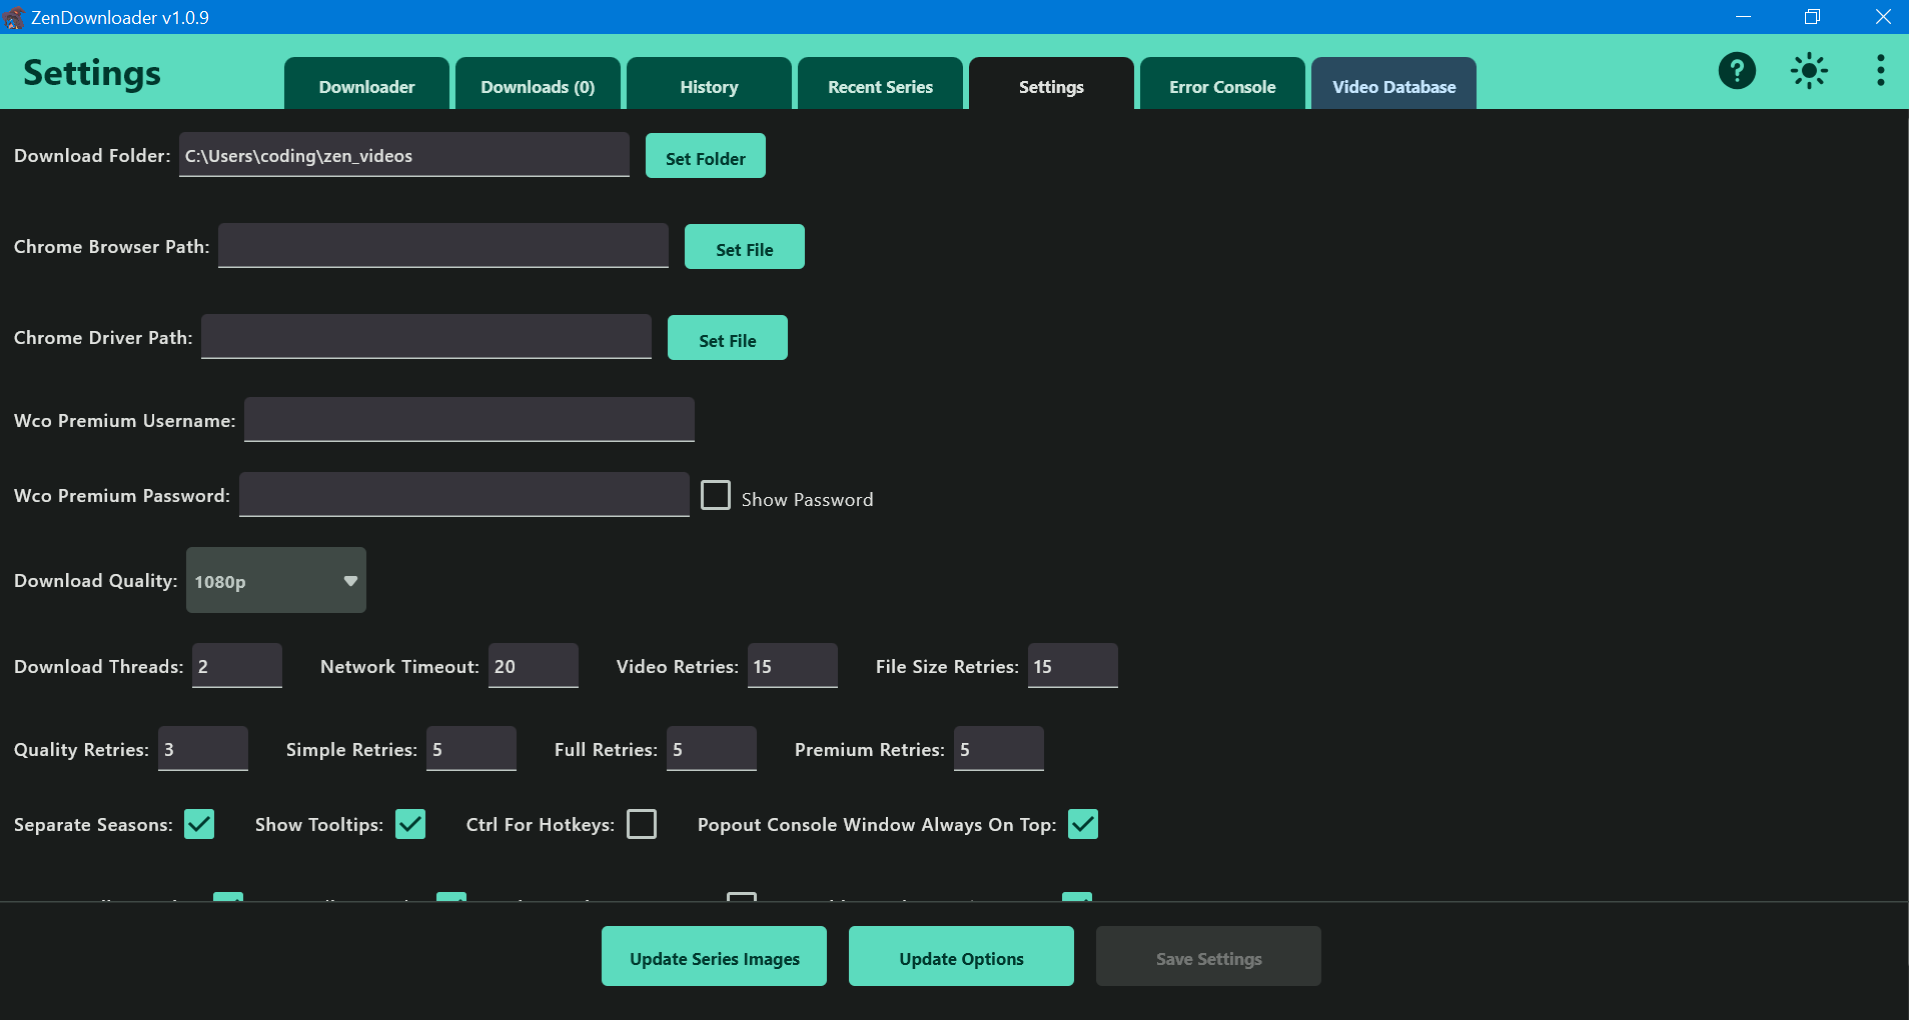 ZenDownloader v1.0.9
Settings
Downloader
Downloads (0)
History
Recent Series
Settings
Error Console
Video Database
?
Download Folder: C:\Users\coding\zen_videos Set Folder
Chrome Browser Path: Set File
Chrome Driver Path: Set File
Wco Premium Username:
Wco Premium Password: Show Password
Download Quality: 1080p
Download Threads: 2 Network Timeout: 20 Video Retries: 15 File Size Retries: 15
Quality Retries: 3 Simple Retries: 5 Full Retries: 5 Premium Retries: 5
Separate Seasons: Show Tooltips: Ctrl For Hotkeys: Popout Console Window Always On Top:
Update Series Images Update Options Save Settings